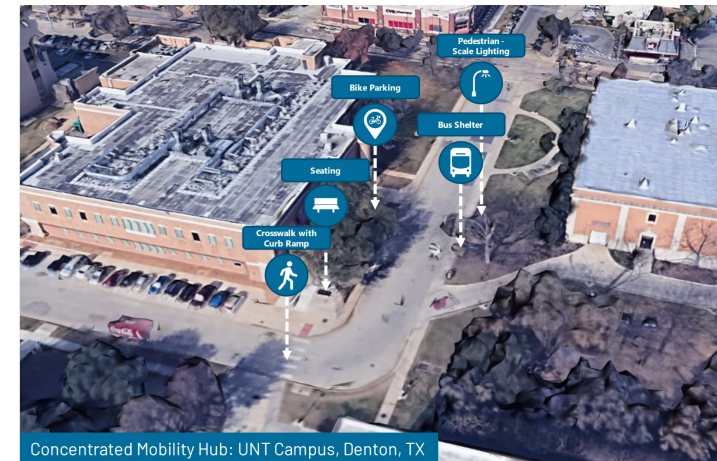 Pedestrian -
Scale Lighting
Bike Parking
Bus Shelter
Seating
Crosswalk with
Curb Ramp
Concentrated Mobility Hub: UNT Campus, Denton, TX